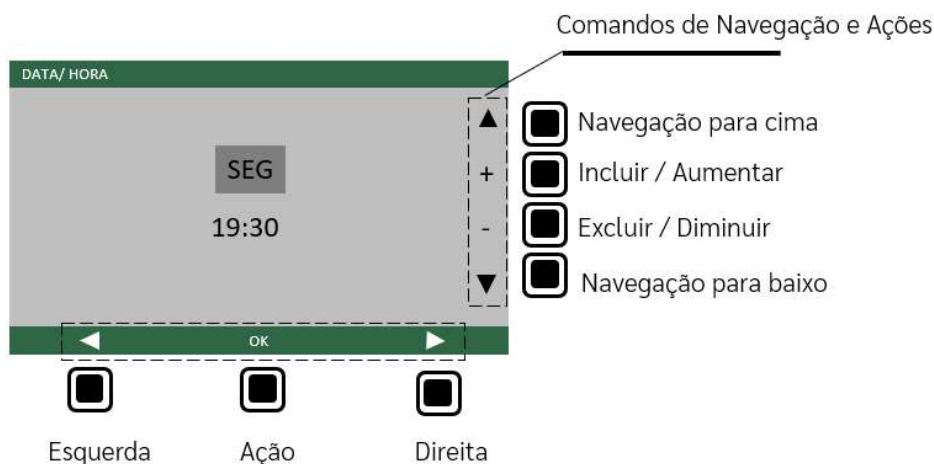 Comandos de Navegação e Ações
DATA/ HORA
▲
Navegação para cima
SEG
+
Incluir / Aumentar
19:30
-
Excluir / Diminuir
▼
Navegação para baixo
◀ OK ▶
Esquerda Ação Direita